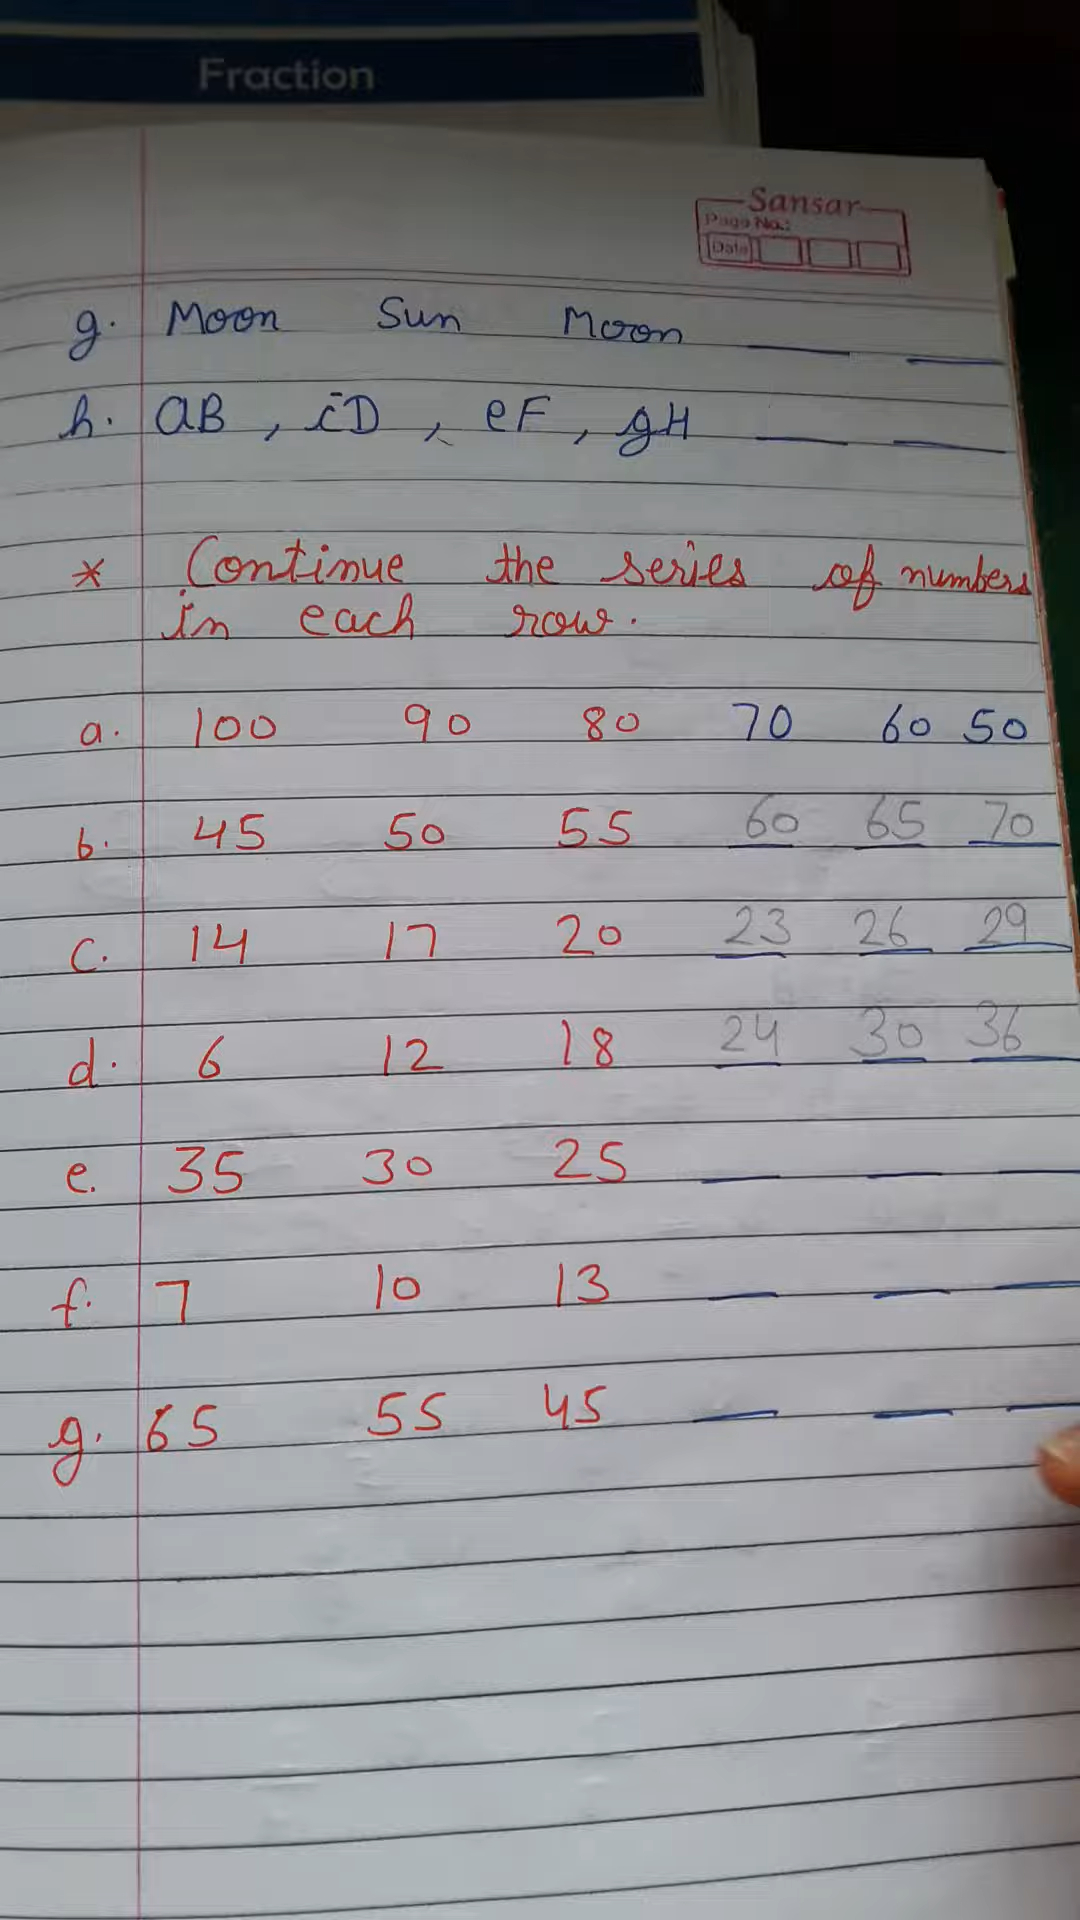 Fraction
Sansar
Page No.:
Date
g. Moon Sun Moon
h. aB, cD, eF, gH
* Continue the series of numbers
in each row.
a. 100 90 80 70 60 50
b. 45 50 55 60 65 70
c. 14 17 20 23 26 29
d. 6 12 18 24 30 36
e. 35 30 25
f. 7 10 13
g. 65 55 45